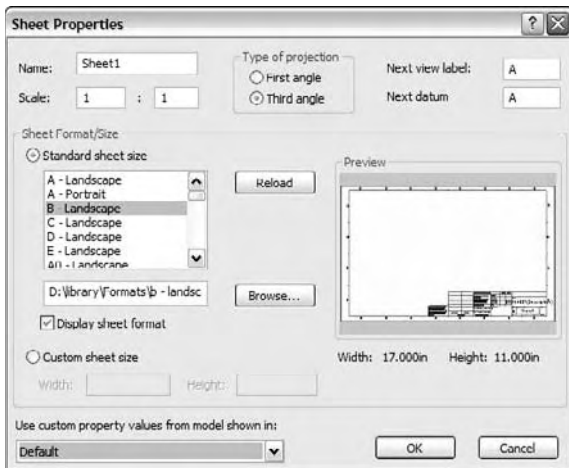 Sheet Properties
Name: Sheet1
Scale: 1 : 1
Type of projection
First angle
Third angle
Next view label: A
Next datum A
Sheet Format/Size
Standard sheet size
A - Landscape
A - Portrait
B - Landscape
C - Landscape
D - Landscape
E - Landscape
A0 - Landscape
Reload
D:\library\Formats\b - landsc
Browse...
Display sheet format
Custom sheet size
Width:
Height:
Preview
Width: 17.000in Height: 11.000in
Use custom property values from model shown in:
Default
OK
Cancel